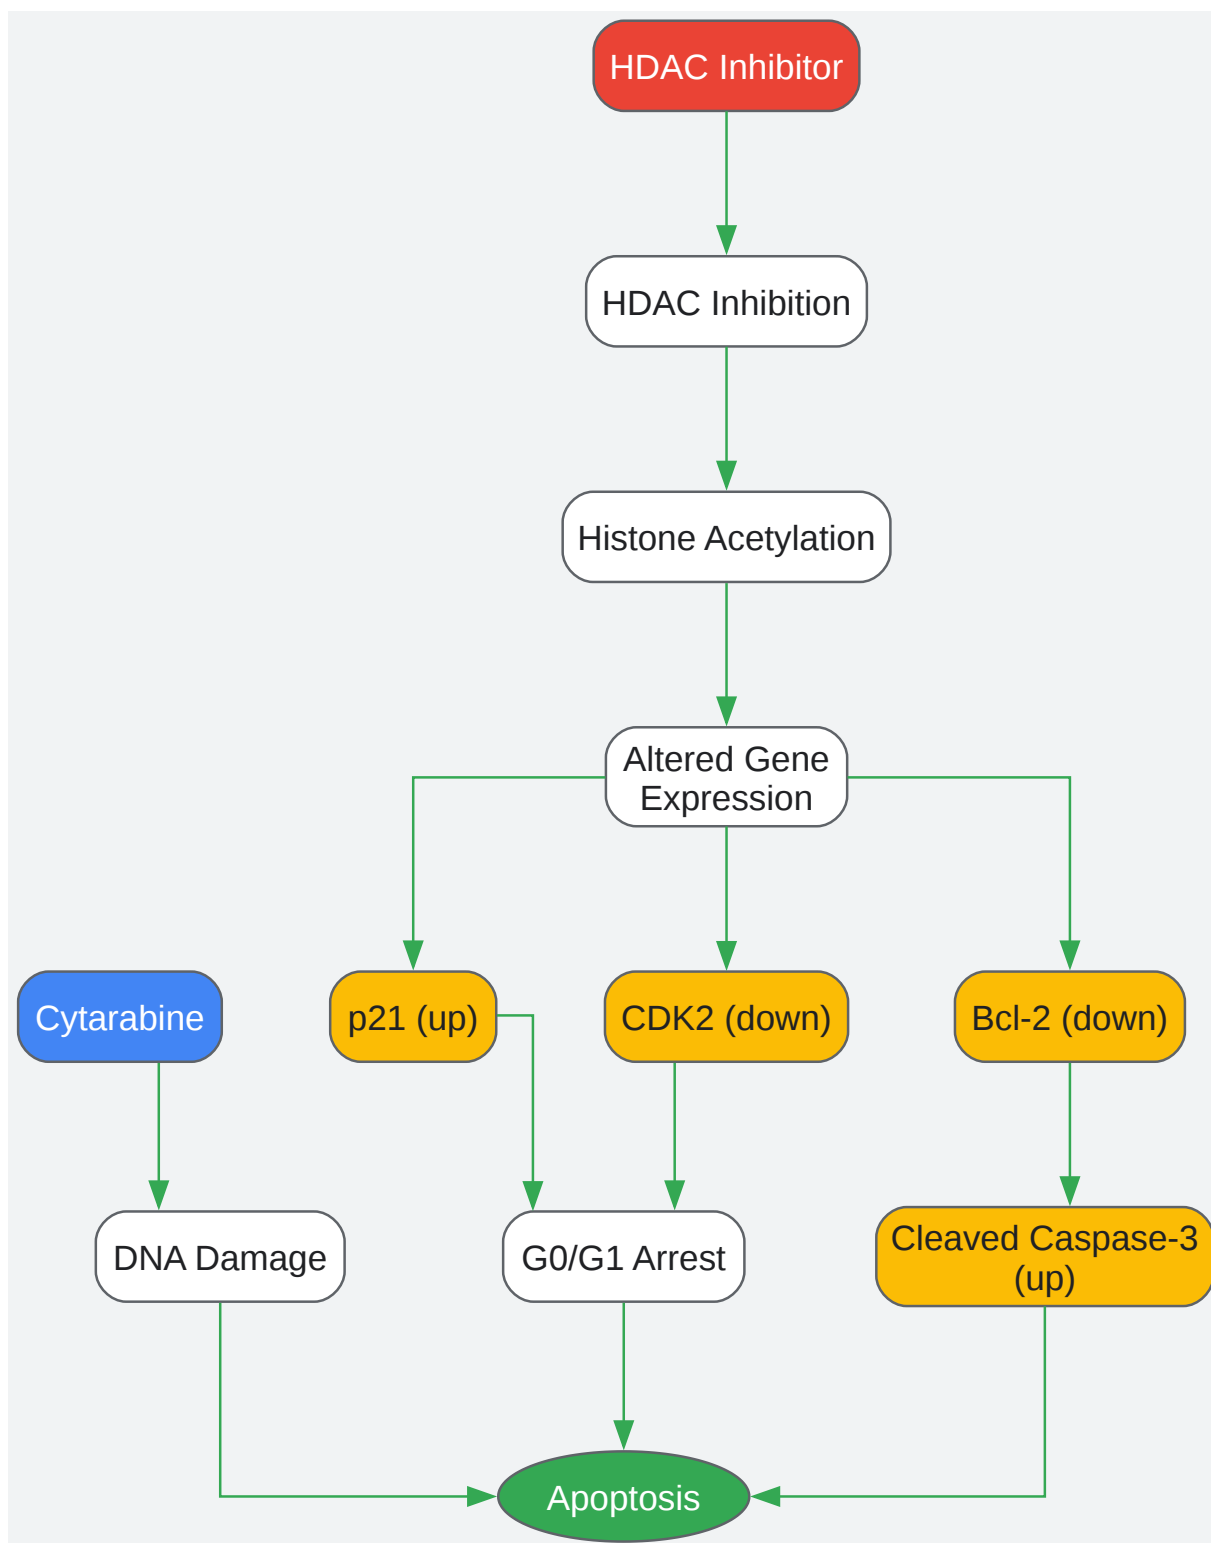 HDAC Inhibitor
HDAC Inhibition
Histone Acetylation
Altered Gene
Expression
Cytarabine
p21 (up)
CDK2 (down)
Bcl-2 (down)
DNA Damage
G0/G1 Arrest
Cleaved Caspase-3
(up)
Apoptosis